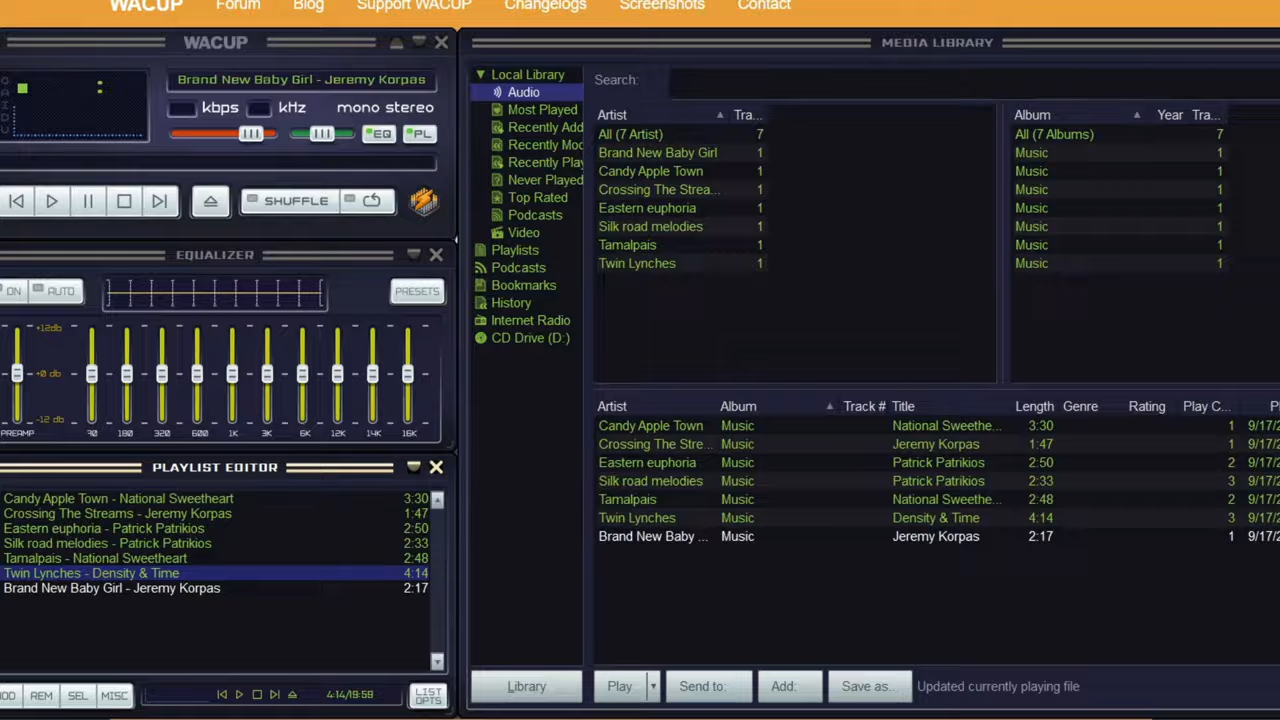 WACUP Forum Blog Support WACUP Changelogs Screenshots Contact
WACUP
Brand New Baby Girl - Jeremy Korpas
kbps kHz mono stereo
EQ PL
SHUFFLE
EQUALIZER
ON AUTO PRESETS
+12db
+0 db
-12 db
PREAMP 70 180 320 600 1K 3K 6K 12K 14K 16K
PLAYLIST EDITOR
Candy Apple Town - National Sweetheart 3:30
Crossing The Streams - Jeremy Korpas 1:47
Eastern euphoria - Patrick Patrikios 2:50
Silk road melodies - Patrick Patrikios 2:33
Tamalpais - National Sweetheart 2:48
Twin Lynches - Density & Time 4:14
Brand New Baby Girl - Jeremy Korpas 2:17
REM SEL MISC 4:14/19:59 LIST OPTS
MEDIA LIBRARY
Local Library
Audio
Most Played
Recently Add
Recently Mod
Recently Play
Never Played
Top Rated
Podcasts
Video
Playlists
Podcasts
Bookmarks
History
Internet Radio
CD Drive (D:)
Search:
Artist Tra...
All (7 Artist) 7
Brand New Baby Girl 1
Candy Apple Town 1
Crossing The Strea... 1
Eastern euphoria 1
Silk road melodies 1
Tamalpais 1
Twin Lynches 1
Album Year Tra...
All (7 Albums) 7
Music 1
Music 1
Music 1
Music 1
Music 1
Music 1
Music 1
Artist Album Track # Title Length Genre Rating Play C...
Candy Apple Town Music National Sweethe... 3:30 1 9/17/2
Crossing The Stre... Music Jeremy Korpas 1:47 1 9/17/2
Eastern euphoria Music Patrick Patrikios 2:50 2 9/17/2
Silk road melodies Music Patrick Patrikios 2:33 3 9/17/2
Tamalpais Music National Sweethe... 2:48 2 9/17/2
Twin Lynches Music Density & Time 4:14 3 9/17/2
Brand New Baby ... Music Jeremy Korpas 2:17 1 9/17/2
Library Play Send to: Add: Save as.. Updated currently playing file